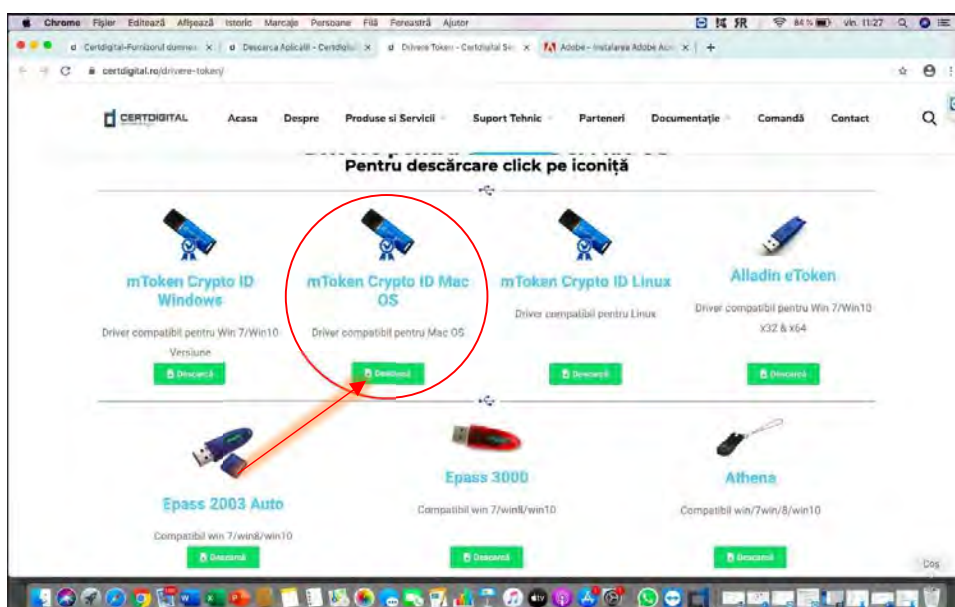 Chrome Fișier Editează Afișează Istoric Marcaje Persoane Filă Fereastră Ajutor 84 % vin. 11:27
Certdigital-Furnizorul dumnea
Descarca Aplicatii - Certdigital
Drivere Token - Certdigital
Adobe - Instalarea Adobe
certdigital.ro/drivere-token/
CERTDIGITAL Acasa Despre Produse si Servicii Suport Tehnic Parteneri Documentație Comandă Contact
Pentru descărcare click pe iconiță
mToken Crypto ID
Windows
Driver compatibil pentru Win 7/Win10
Versiune
Descarcă
mToken Crypto ID Mac
OS
Driver compatibil pentru Mac OS
Descarcă
mToken Crypto ID Linux
Driver compatibil pentru Linux
Descarcă
Alladin eToken
Driver compatibil pentru Win 7/Win10
x32 & x64
Descarcă
Epass 2003 Auto
Compatibil win 7/win8/win10
Descarcă
Epass 3000
Compatibil win 7/win8/win10
Descarcă
Athena
Compatibil win/7win/8/win10
Descarcă
Coș